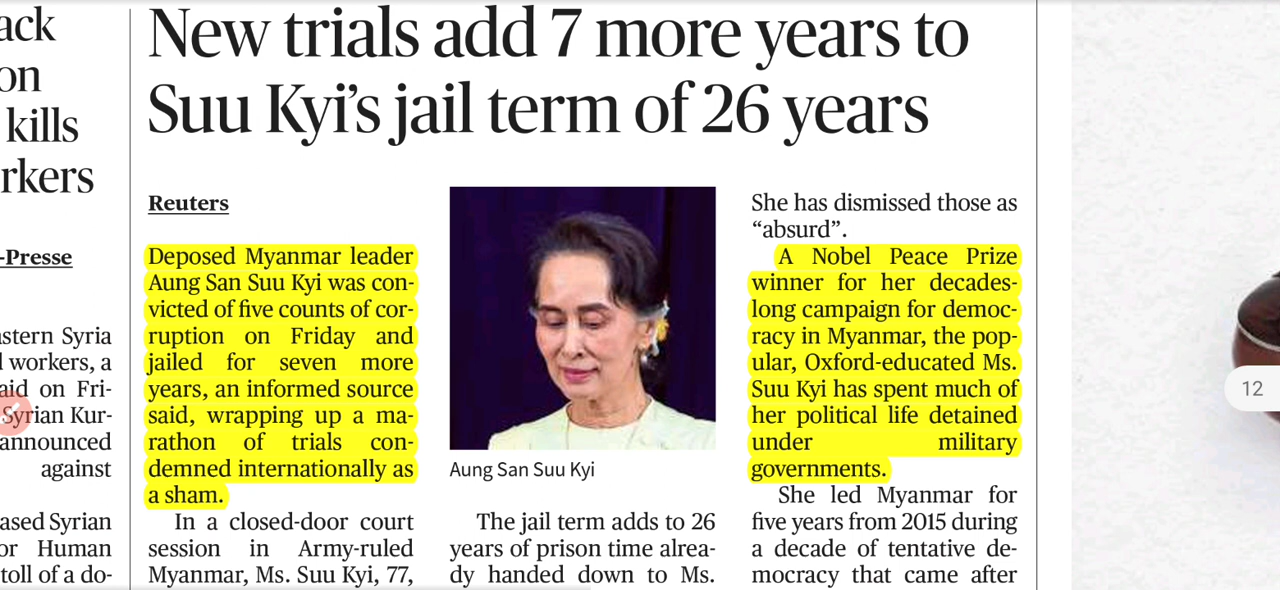 ack
on
kills
rkers
-Presse
astern Syria
workers, a
aid on Fri-
Syrian Kur-
announced
against
ased Syrian
or Human
toll of a do-
New trials add 7 more years to
Suu Kyi’s jail term of 26 years
Reuters
Deposed Myanmar leader
Aung San Suu Kyi was con-
victed of five counts of cor-
ruption on Friday and
jailed for seven more
years, an informed source
said, wrapping up a ma-
rathon of trials con-
demned internationally as
a sham.
In a closed-door court
session in Army-ruled
Myanmar, Ms. Suu Kyi, 77,
Aung San Suu Kyi
The jail term adds to 26
years of prison time alrea-
dy handed down to Ms.
She has dismissed those as
“absurd”.
A Nobel Peace Prize
winner for her decades-
long campaign for democ-
racy in Myanmar, the pop-
ular, Oxford-educated Ms.
Suu Kyi has spent much of
her political life detained
under military
governments.
She led Myanmar for
five years from 2015 during
a decade of tentative de-
mocracy that came after
12